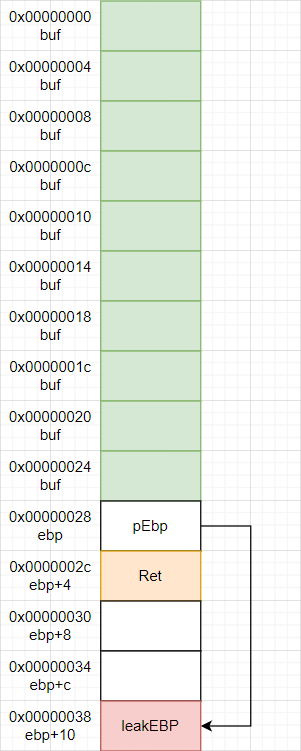 0x00000000
buf
0x00000004
buf
0x00000008
buf
0x0000000c
buf
0x00000010
buf
0x00000014
buf
0x00000018
buf
0x0000001c
buf
0x00000020
buf
0x00000024
buf
0x00000028
ebp
pEbp
0x0000002c
ebp+4
Ret
0x00000030
ebp+8
0x00000034
ebp+c
0x00000038
ebp+10
leakEBP